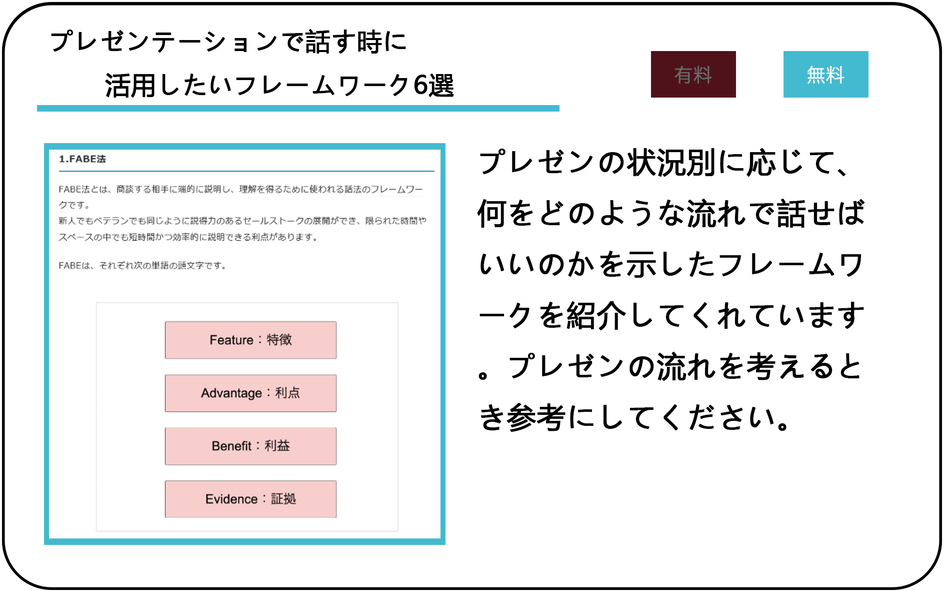 プレゼンテーションで話す時に
活用したいフレームワーク6選
有料
無料
1.FABE法
FABE法とは、商談する相手に端的に説明し、理解を得るために使われる話法のフレームワー
クです。
新人でもベテランでも同じように説得力のあるセールストークの展開ができ、限られた時間や
スペースの中でも短時間かつ効率的に説明できる利点があります。
FABEは、それぞれ次の単語の頭文字です。
Feature：特徴
Advantage：利点
Benefit：利益
Evidence：証拠
プレゼンの状況別に応じて、
何をどのような流れで話せば
いいのかを示したフレームワ
ークを紹介してくれています
。プレゼンの流れを考えると
き参考にしてください。